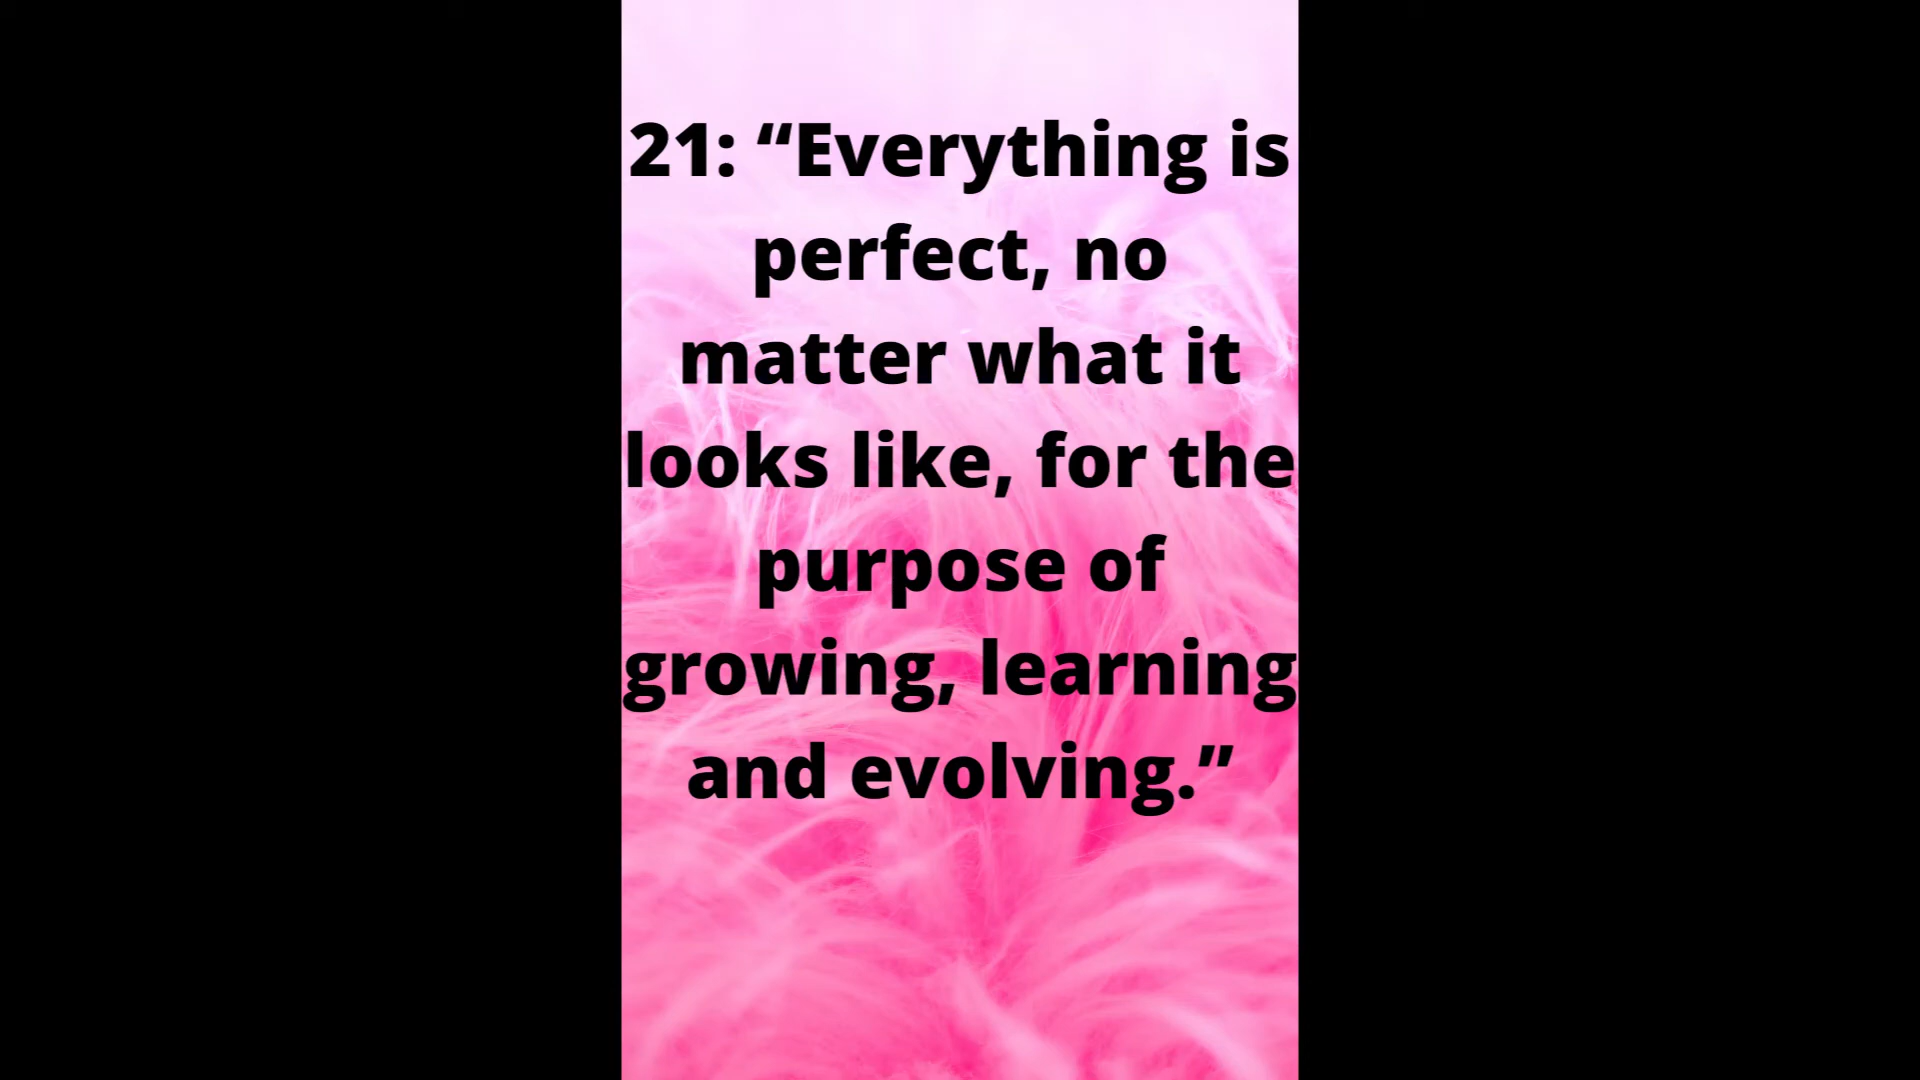 21: “Everything is
perfect, no
matter what it
looks like, for the
purpose of
growing, learning
and evolving.”